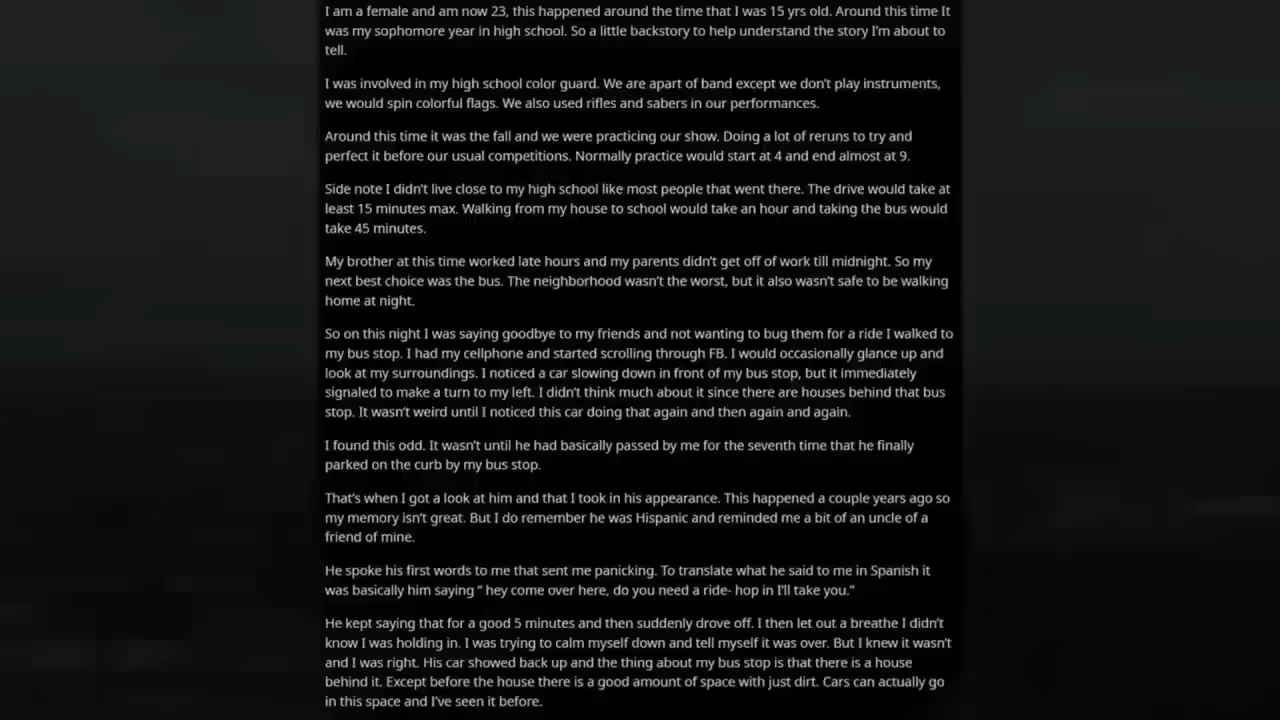 I am a female and am now 23, this happened around the time that I was 15 yrs old. Around this time It
was my sophomore year in high school. So a little backstory to help understand the story I'm about to
tell.
I was involved in my high school color guard. We are apart of band except we don't play instruments,
we would spin colorful flags. We also used rifles and sabers in our performances.
Around this time it was the fall and we were practicing our show. Doing a lot of reruns to try and
perfect it before our usual competitions. Normally practice would start at 4 and end almost at 9.
Side note I didn't live close to my high school like most people that went there. The drive would take at
least 15 minutes max. Walking from my house to school would take an hour and taking the bus would
take 45 minutes.
My brother at this time worked late hours and my parents didn't get off of work till midnight. So my
next best choice was the bus. The neighborhood wasn't the worst, but it also wasn't safe to be walking
home at night.
So on this night I was saying goodbye to my friends and not wanting to bug them for a ride I walked to
my bus stop. I had my cellphone and started scrolling through FB. I would occasionally glance up and
look at my surroundings. I noticed a car slowing down in front of my bus stop, but it immediately
signaled to make a turn to my left. I didn't think much about it since there are houses behind that bus
stop. It wasn't weird until I noticed this car doing that again and then again and again.
I found this odd. It wasn't until he had basically passed by me for the seventh time that he finally
parked on the curb by my bus stop.
That's when I got a look at him and that I took in his appearance. This happened a couple years ago so
my memory isn't great. But I do remember he was Hispanic and reminded me a bit of an uncle of a
friend of mine.
He spoke his first words to me that sent me panicking. To translate what he said to me in Spanish it
was basically him saying " hey come over here, do you need a ride- hop in I'll take you."
He kept saying that for a good 5 minutes and then suddenly drove off. I then let out a breathe I didn't
know I was holding in. I was trying to calm myself down and tell myself it was over. But I knew it wasn't
and I was right. His car showed back up and the thing about my bus stop is that there is a house
behind it. Except before the house there is a good amount of space with just dirt. Cars can actually go
in this space and I've seen it before.